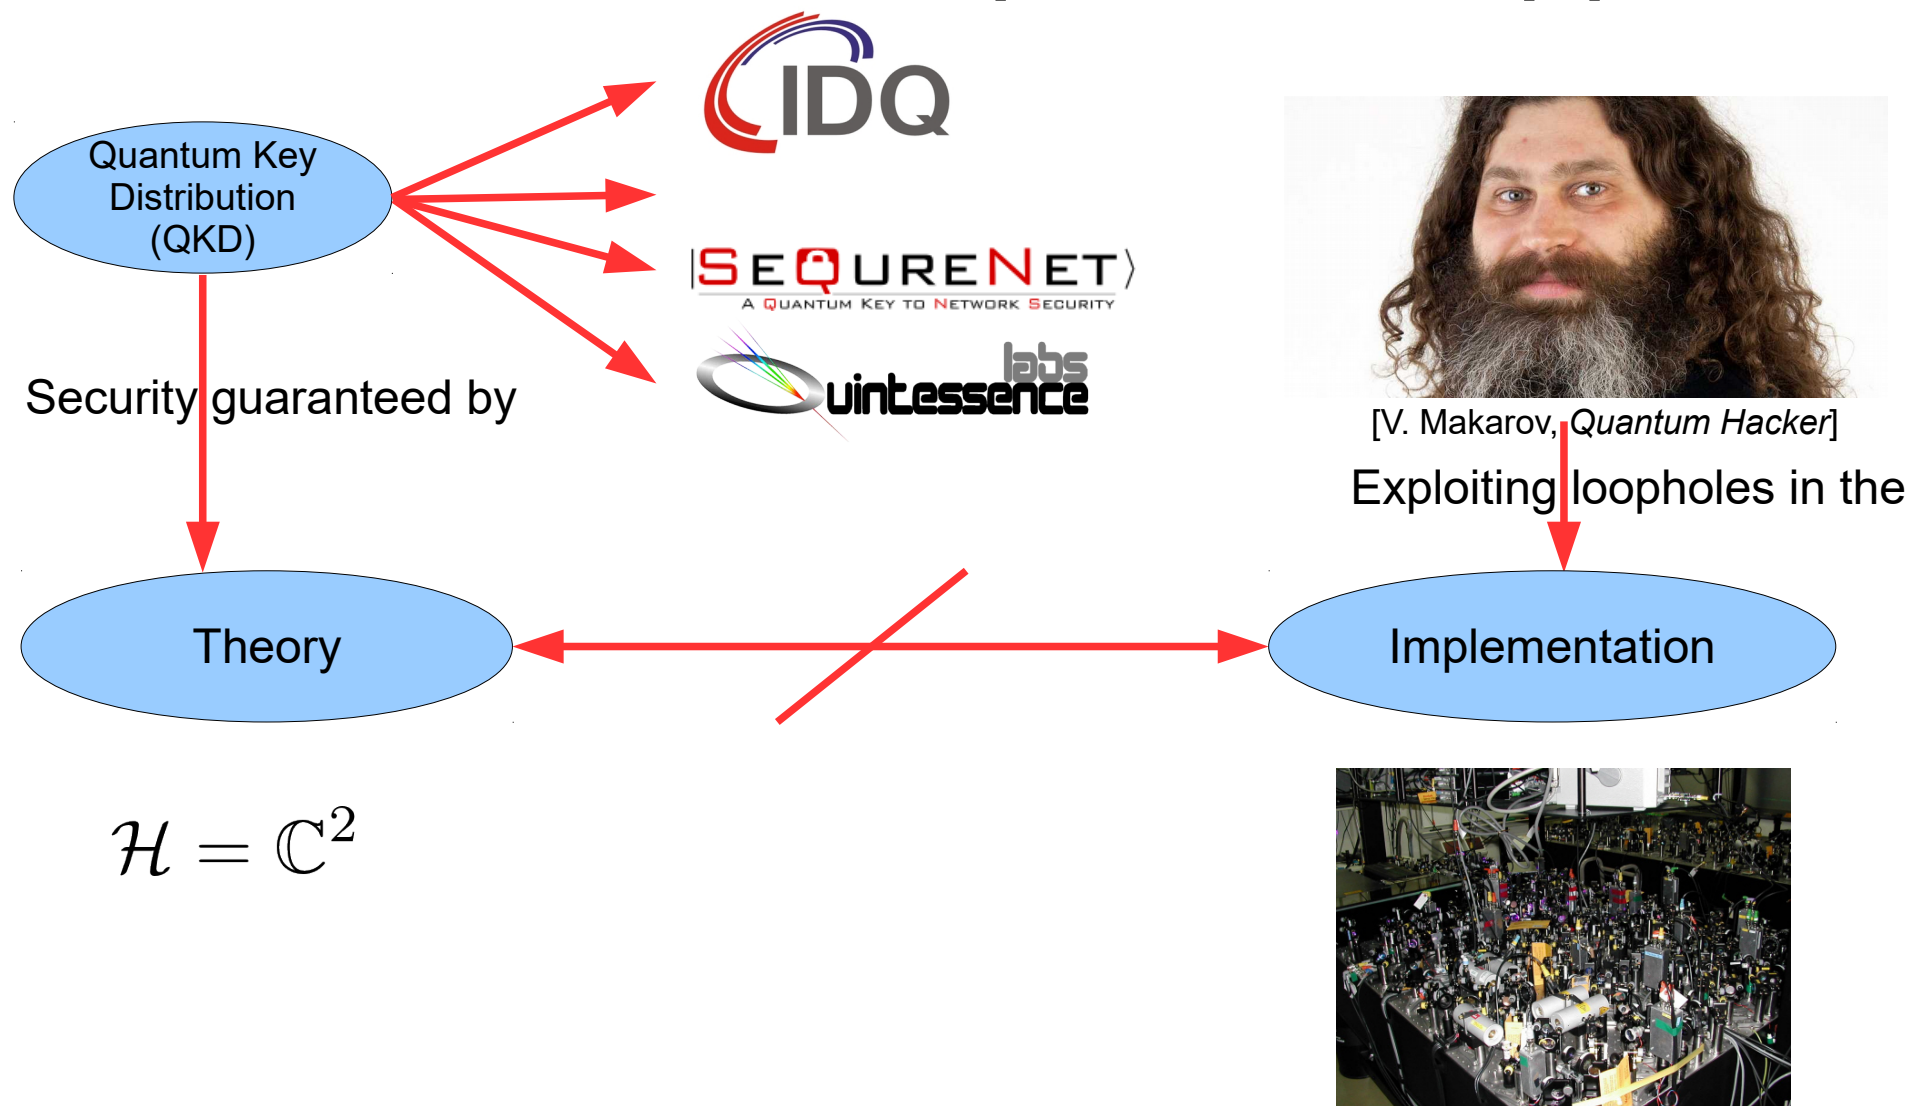 IDQ
Quantum Key
Distribution
(QKD)
|SEQURENET⟩
A QUANTUM KEY TO NETWORK SECURITY
Quintessence labs
Security guaranteed by
[V. Makarov, Quantum Hacker]
Exploiting loopholes in the
Theory
Implementation
ℋ = ℂ²